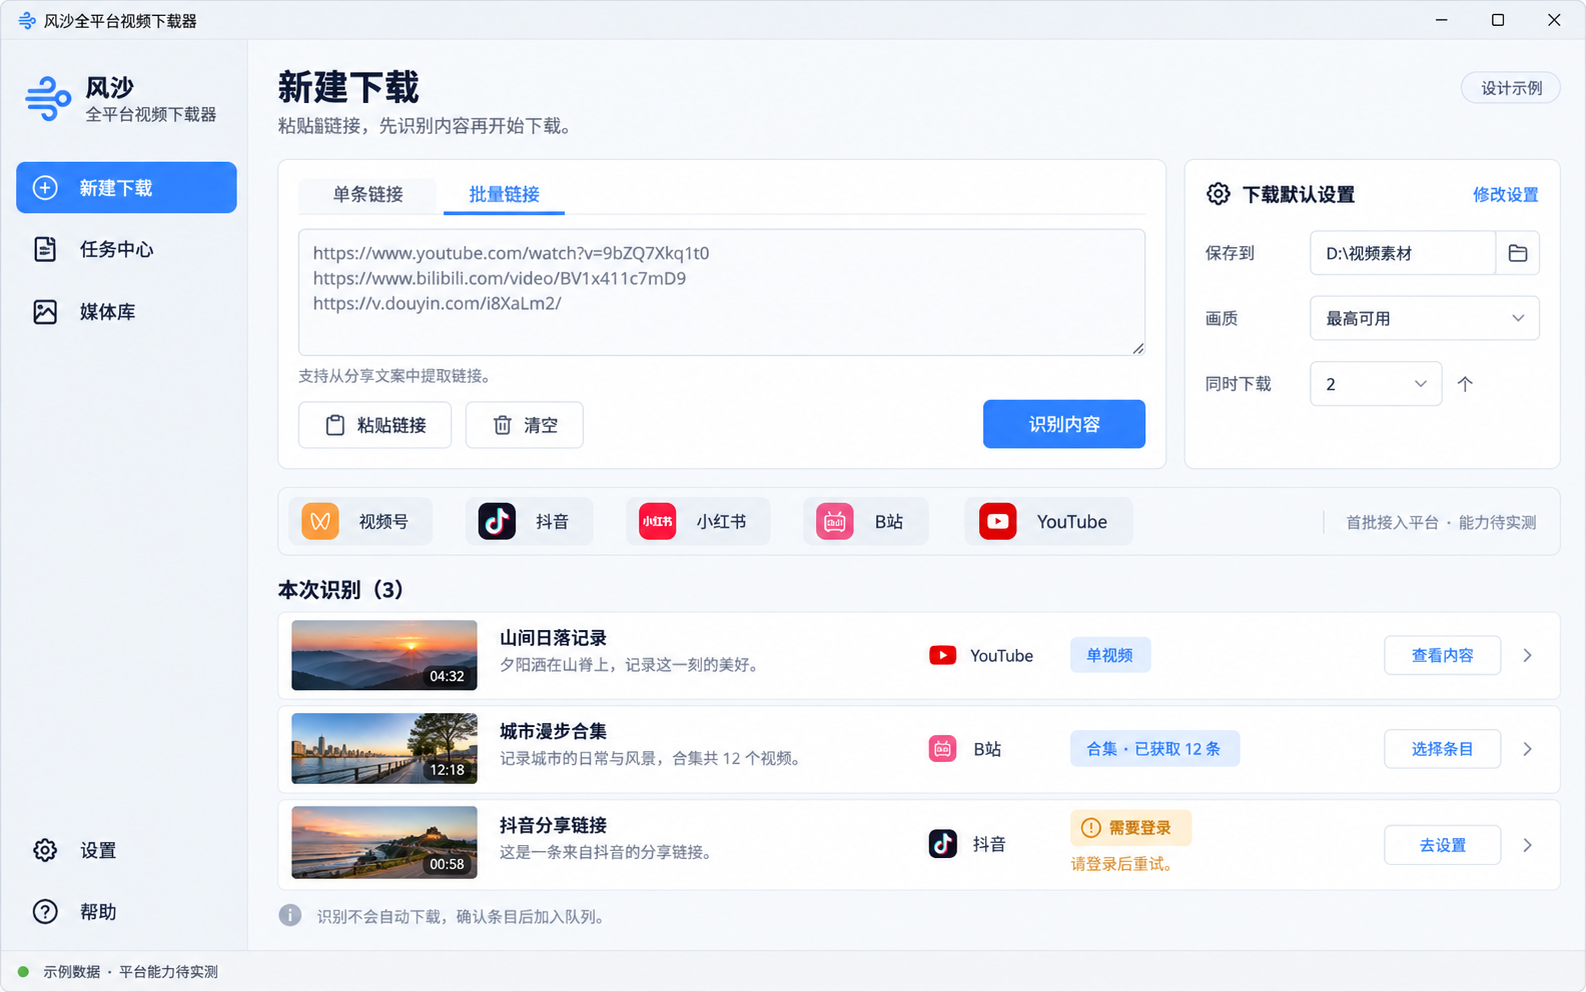 风沙全平台视频下载器
风沙
全平台视频下载器
新建下载
任务中心
媒体库
设置
帮助
新建下载
设计示例
粘贴链接，先识别内容再开始下载。
单条链接
批量链接
https://www.youtube.com/watch?v=9bZQ7Xkq1t0
https://www.bilibili.com/video/BV1x411c7mD9
https://v.douyin.com/i8XaLm2/
支持从分享文案中提取链接。
粘贴链接
清空
识别内容
下载默认设置
修改设置
保存到
D:\视频素材
画质
最高可用
同时下载
2
个
视频号
抖音
小红书
小红书
B站
YouTube
首批接入平台 · 能力待实测
本次识别（3）
04:32
山间日落记录
夕阳洒在山脊上，记录这一刻的美好。
YouTube
单视频
查看内容
12:18
城市漫步合集
记录城市的日常与风景，合集共 12 个视频。
B站
合集 · 已获取 12 条
选择条目
00:58
抖音分享链接
这是一条来自抖音的分享链接。
抖音
需要登录
请登录后重试。
去设置
识别不会自动下载，确认条目后加入队列。
示例数据 · 平台能力待实测